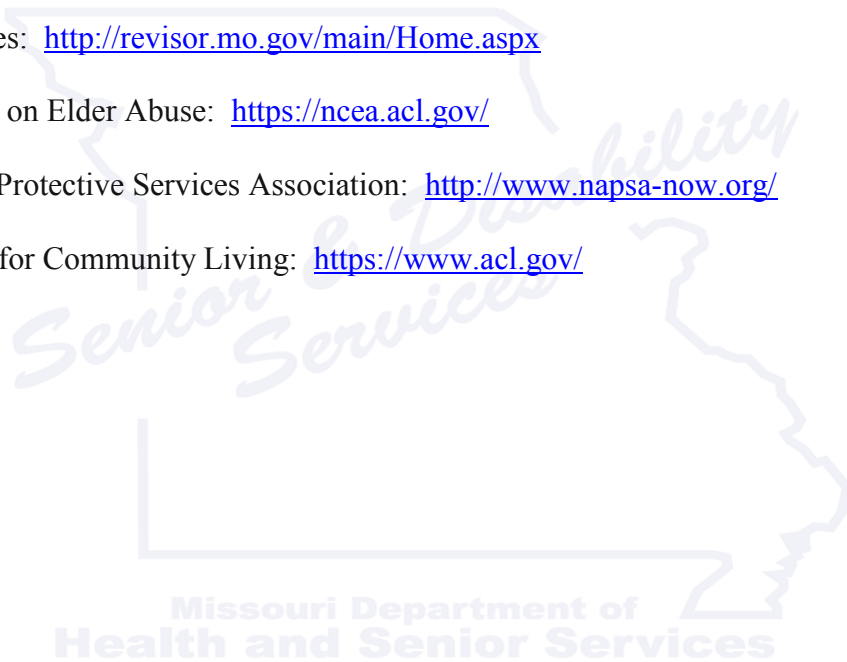 es: http://revisor.mo.gov/main/Home.aspx
on Elder Abuse: https://ncea.acl.gov/
Protective Services Association: http://www.napsa-now.org/
for Community Living: https://www.acl.gov/
Senior & Disability
Services
Missouri Department of
Health and Senior Services